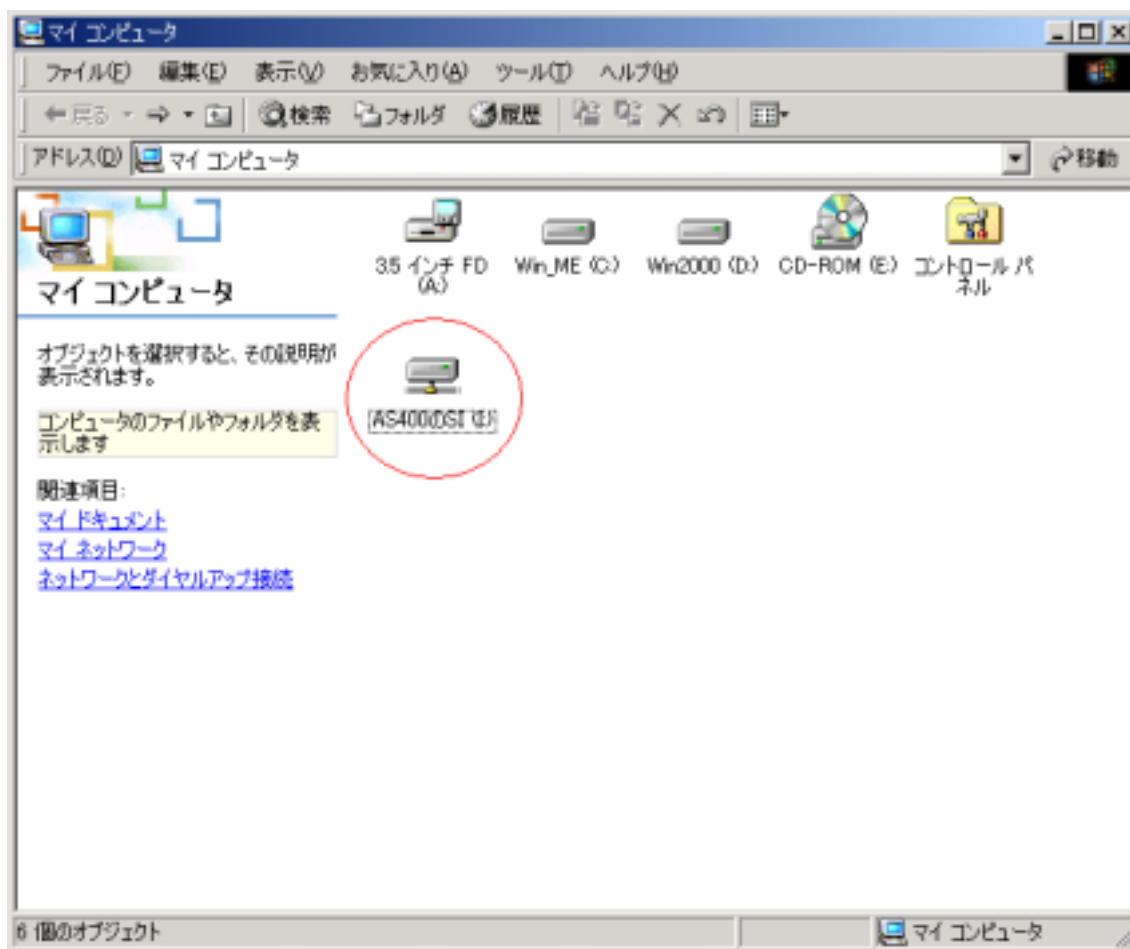 マイ コンピュータ
ファイル(F) 編集(E) 表示(V) お気に入り(A) ツール(T) ヘルプ(H)
戻る 検索 フォルダ 履歴
アドレス(D) マイ コンピュータ 移動
マイ コンピュータ
オブジェクトを選択すると、その説明が
表示されます。
コンピュータのファイルやフォルダを表
示します
関連項目:
マイ ドキュメント
マイ ネットワーク
ネットワークとダイヤルアップ接続
3.5 インチ FD
(A:)
Win_ME (C:)
Win2000 (D:)
CD-ROM (E:)
コントロール パ
ネル
6 個のオブジェクト
マイ コンピュータ